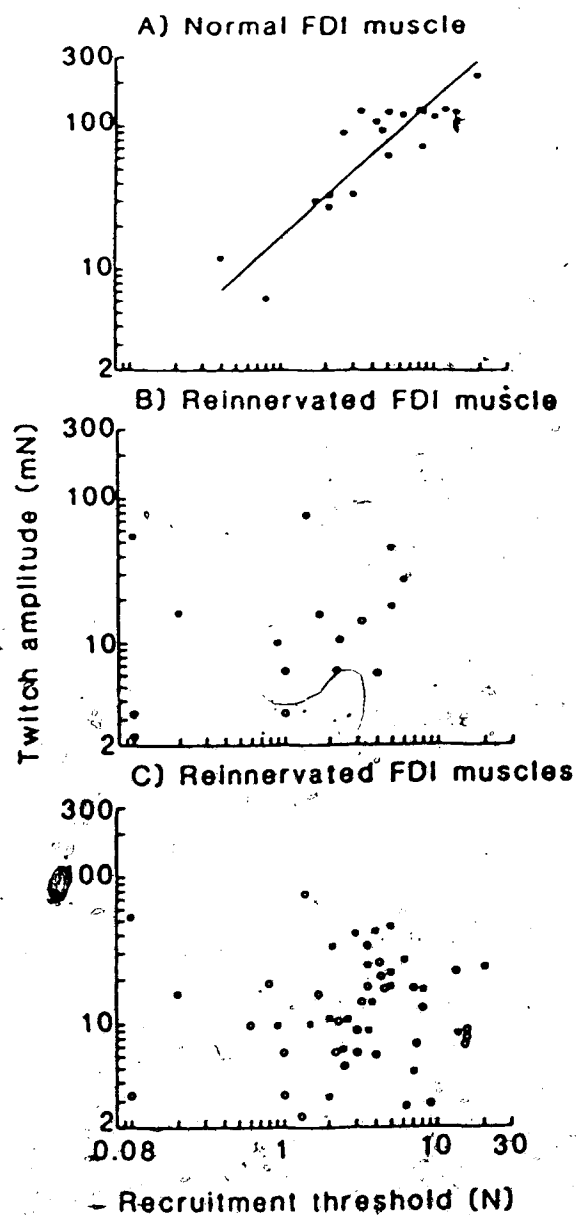 A) Normal FDI muscle
300
100
10
2
B) Reinnervated FDI muscle
300
100
10
2
Twitch amplitude (mN)
C) Reinnervated FDI muscles
300
100
10
2
0.08 1 10 30
Recruitment threshold (N)